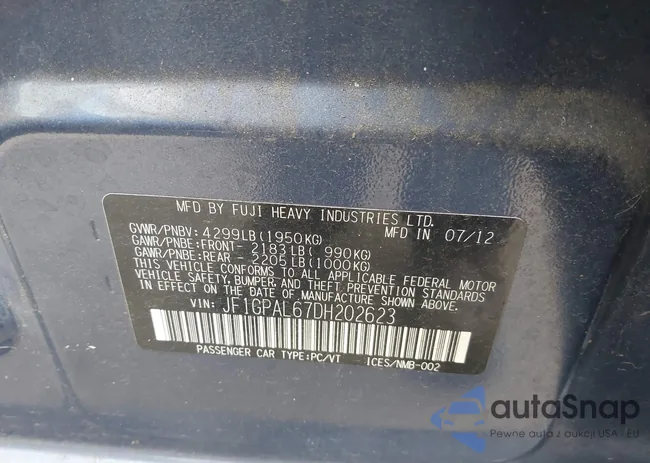 MFD BY FUJI HEAVY INDUSTRIES LTD.
GVWR/PNBV: 4299LB(1950KG) MFD IN 07/12
GAWR/PNBE:FRONT- 2183LB( 990KG)
GAWR/PNBE:REAR - 2205LB(1000KG)
THIS VEHICLE CONFORMS TO ALL APPLICABLE FEDERAL MOTOR
VEHICLE SAFETY, BUMPER, AND THEFT PREVENTION STANDARDS
IN EFFECT ON THE DATE OF MANUFACTURE SHOWN ABOVE.
VIN: JF1GPAL67DH202623
PASSENGER CAR TYPE:PC/VT ICES/NMB-002
autoSnap
Pewne auto z aukcji USA i EU